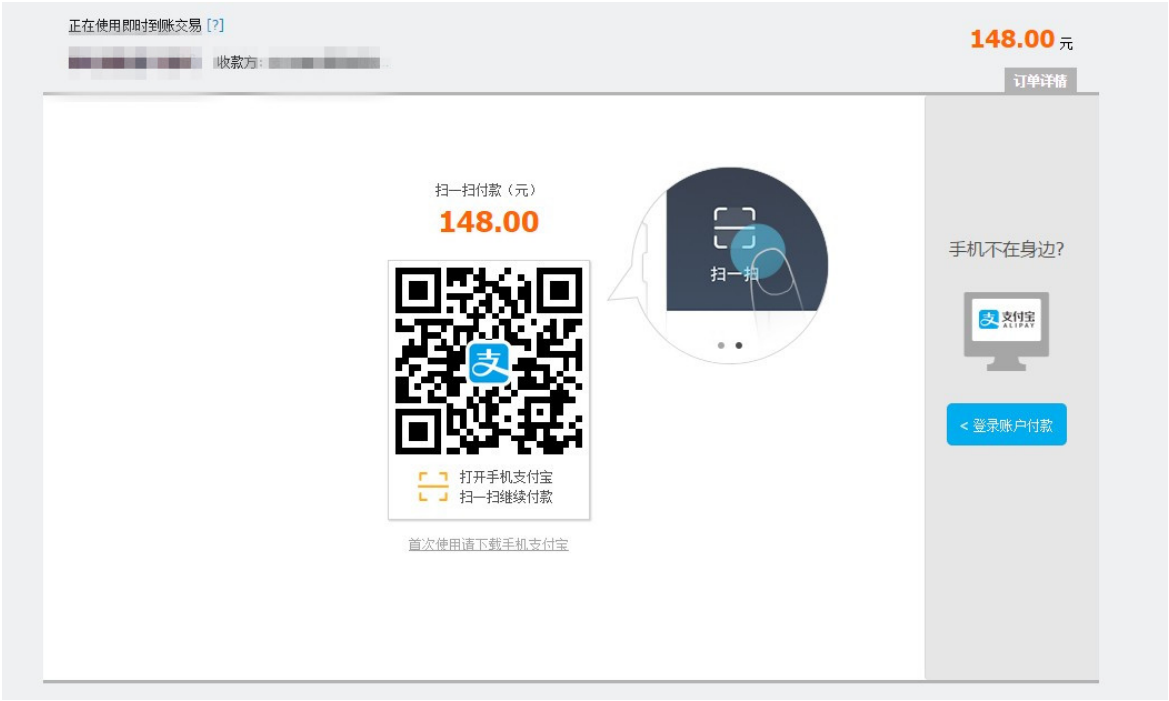 正在使用即时到账交易 [?]
收款方:
148.00 元
订单详情
扫一扫付款（元）
148.00
扫一扫
支
打开手机支付宝
扫一扫继续付款
首次使用请下载手机支付宝
手机不在身边?
支 支付宝
ALIPAY
< 登录账户付款